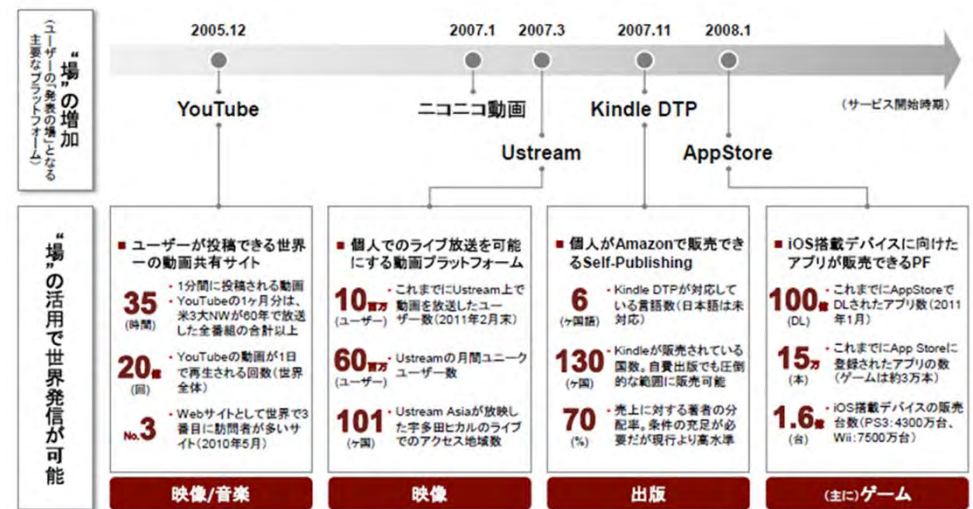 “場”の増加
(ユーザーの「発表の場」となる
主要なプラットフォーム)
2005.12
2007.1
2007.3
2007.11
2008.1
YouTube
ニコニコ動画
Kindle DTP
(サービス開始時期)
Ustream
AppStore
“場”の活用で世界発信が可能
■ ユーザーが投稿できる世界
一の動画共有サイト
35
(時間)
・1分間に投稿される動画
・YouTubeの1ヶ月分は、
米3大NWが60年で放送
した全番組の合計以上
20億
(回)
・YouTubeの動画が1日
で再生される回数(世界
全体)
No.3
・Webサイトとして世界で3
番目に訪問者が多いサイ
ト(2010年5月)
映像/音楽
■ 個人でのライブ放送を可能
にする動画プラットフォーム
10百万
(ユーザー)
・これまでにUstream上で
動画を放送したユー
ザー数(2011年2月末)
60百万
(ユーザー)
・Ustreamの月間ユニーク
ユーザー数
101
(ヶ国)
・Ustream Asiaが放映し
た宇多田ヒカルのライブ
でのアクセス地域数
映像
■ 個人がAmazonで販売でき
るSelf-Publishing
6
(ヶ国語)
・Kindle DTPが対応して
いる言語数(日本語は未
対応)
130
(ヶ国)
・Kindleが販売されている
国数。自費出版でも圧倒
的な範囲に販売可能
70
(%)
・売上に対する著者の分
配率。条件の充足が必
要だが現行より高水準
出版
■ iOS搭載デバイスに向けた
アプリが販売できるPF
100億
(DL)
・これまでにAppStoreで
DLされたアプリ数(2011
年1月)
15万
(本)
・これまでにApp Storeに
登録されたアプリの数
(ゲームは約3万本)
1.6億
(台)
・iOS搭載デバイスの販売
台数(PS3:4300万台、
Wii:7500万台)
(主に)ゲーム